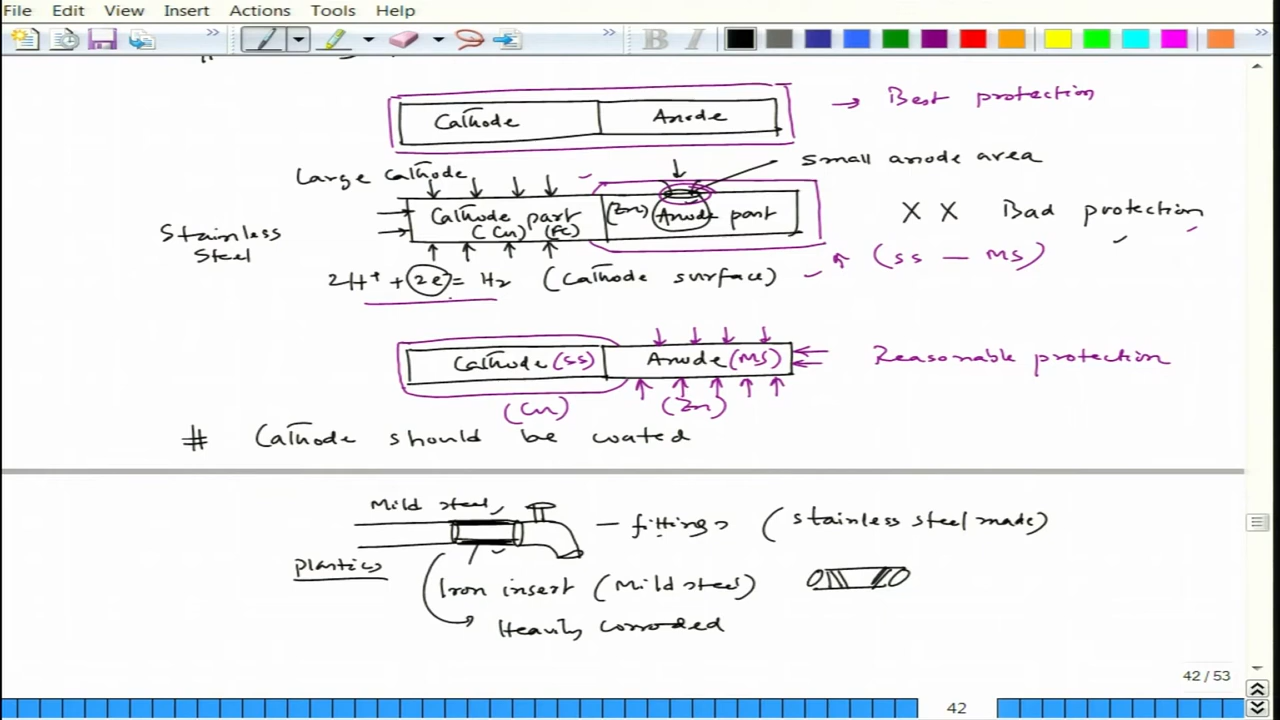 File Edit View Insert Actions Tools Help
B I
Cathode Anode → Best protection
Large cathode small anode area
Cathode part (Zn) Anode part X X Bad protection
(Cu) (Fe)
Stainless Steel
(SS - MS)
2H+ + 2e = H2 (Cathode surface)
Cathode (SS) Anode (MS) Reasonable protection
(Cu) (Zn)
# Cathode should be coated
Mild steel
- fittings (stainless steel made)
plastics
Iron insert (Mild steel)
Heavily corroded
42 / 53
42